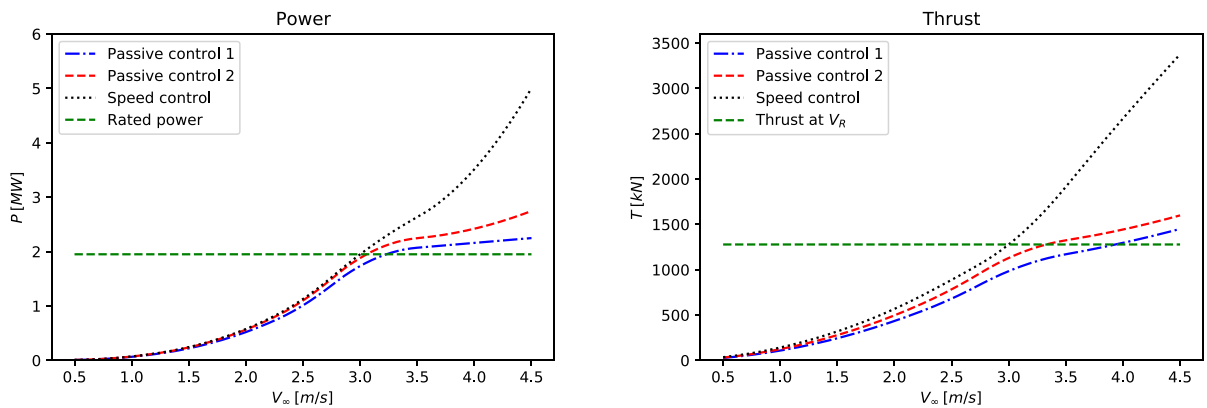 Power
6
5
4
3
2
1
0
P [MW]
Passive control 1
Passive control 2
Speed control
Rated power
0.5 1.0 1.5 2.0 2.5 3.0 3.5 4.0 4.5
V∞ [m/s]
Thrust
3500
3000
2500
2000
1500
1000
500
0
T [kN]
Passive control 1
Passive control 2
Speed control
Thrust at V_R
0.5 1.0 1.5 2.0 2.5 3.0 3.5 4.0 4.5
V∞ [m/s]